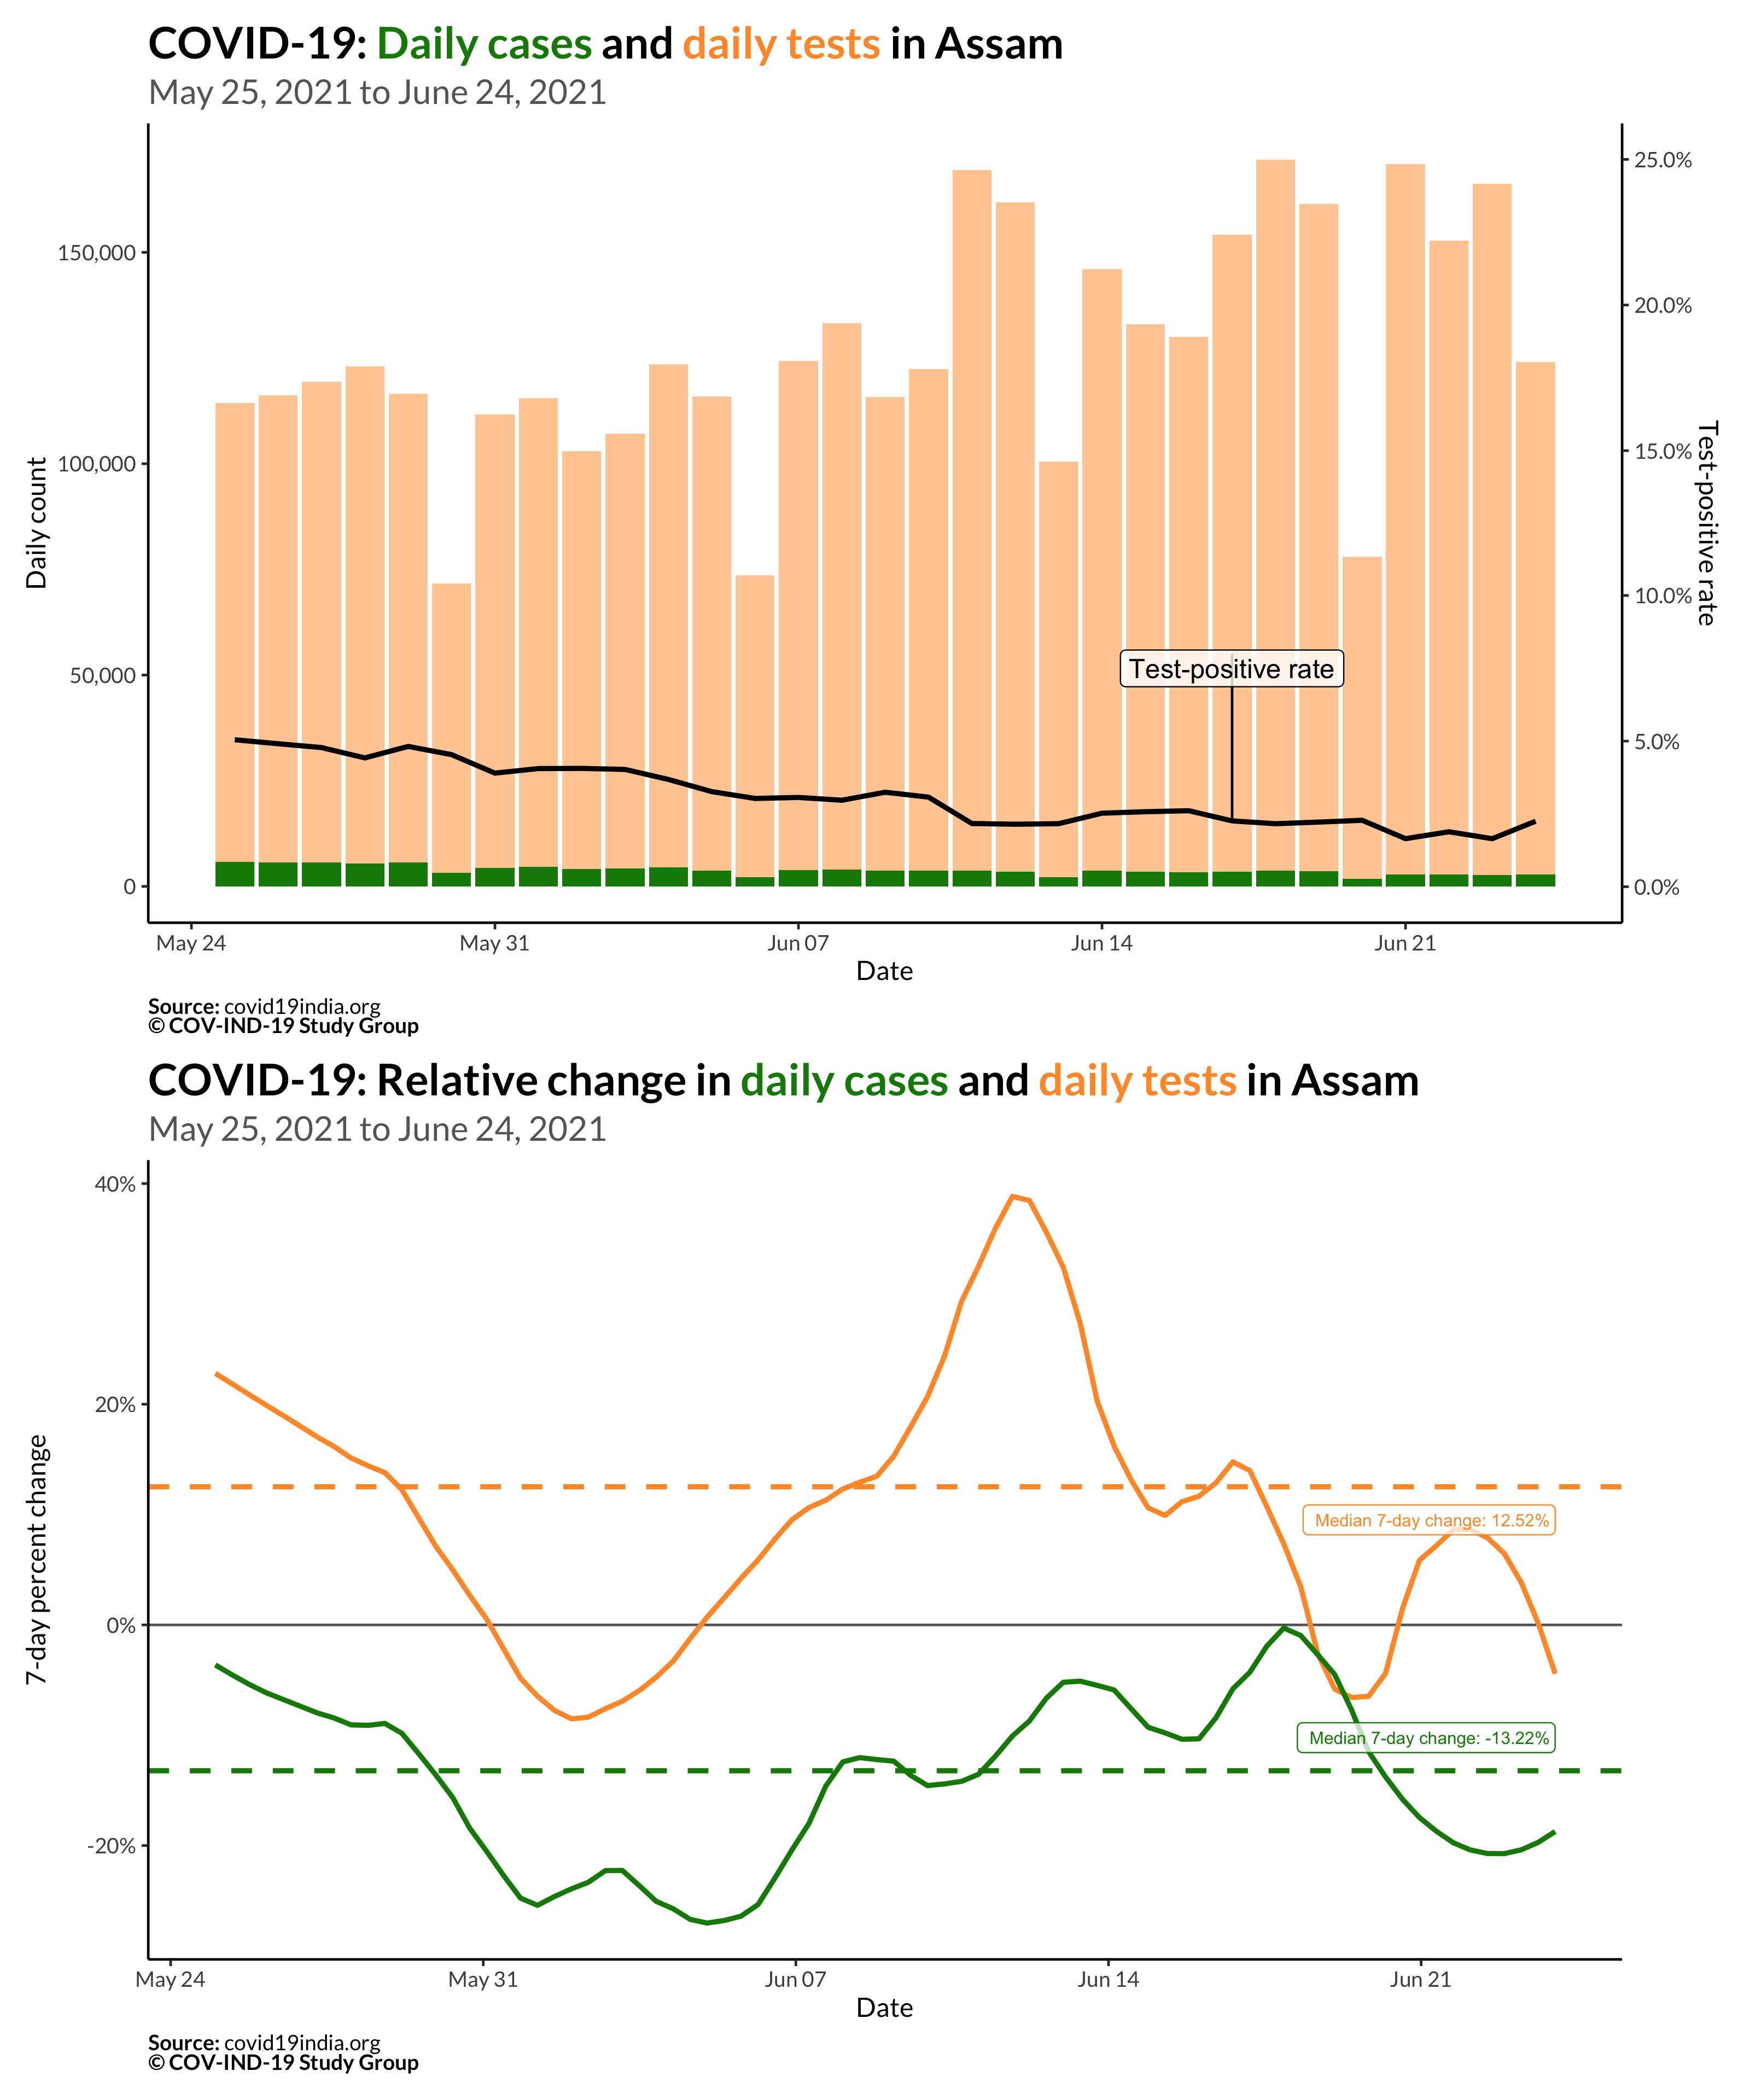 COVID-19: Daily cases and daily tests in Assam
May 25, 2021 to June 24, 2021
Daily count
150,000
100,000
50,000
0
25.0%
20.0%
15.0%
10.0%
5.0%
0.0%
Test-positive rate
Test-positive rate
May 24
May 31
Jun 07
Jun 14
Jun 21
Date
Source: covid19india.org
© COV-IND-19 Study Group
COVID-19: Relative change in daily cases and daily tests in Assam
May 25, 2021 to June 24, 2021
7-day percent change
40%
20%
0%
-20%
Median 7-day change: 12.52%
Median 7-day change: -13.22%
May 24
May 31
Jun 07
Jun 14
Jun 21
Date
Source: covid19india.org
© COV-IND-19 Study Group